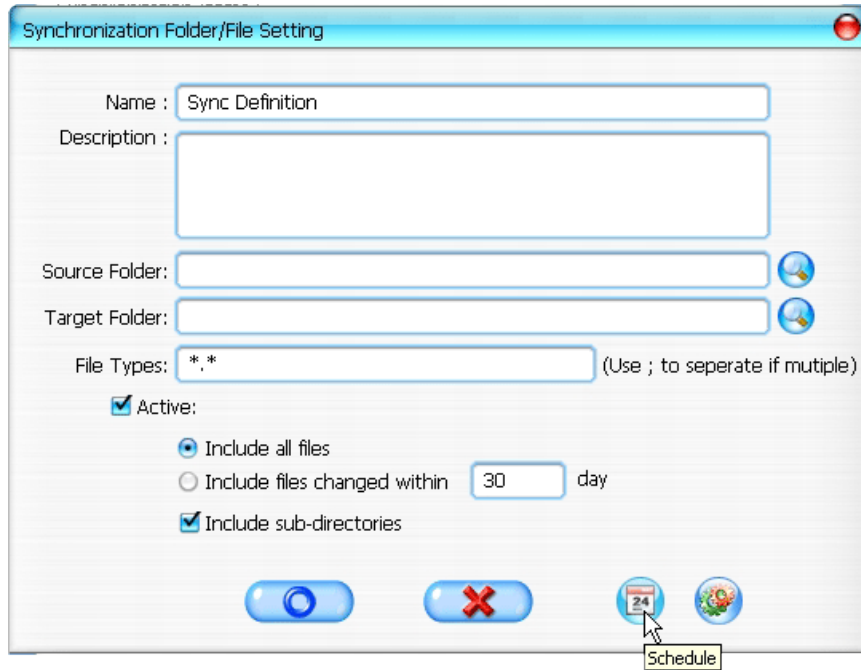 Synchronization Folder/File Setting
Name : Sync Definition
Description :
Source Folder:
Target Folder:
File Types: *.* (Use ; to seperate if mutiple)
Active:
Include all files
Include files changed within 30 day
Include sub-directories
24
Schedule